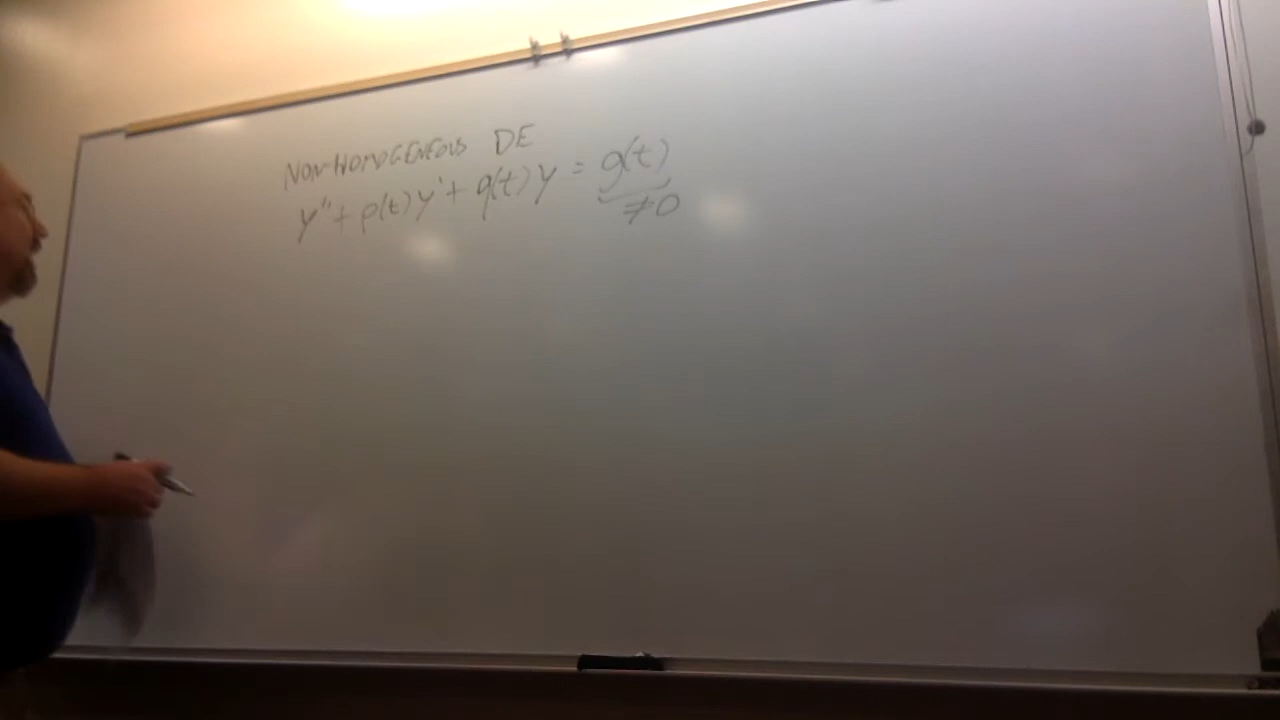 NON-HOMOGENEOUS DE
y'' + p(t)y' + q(t)y = g(t)
≠0